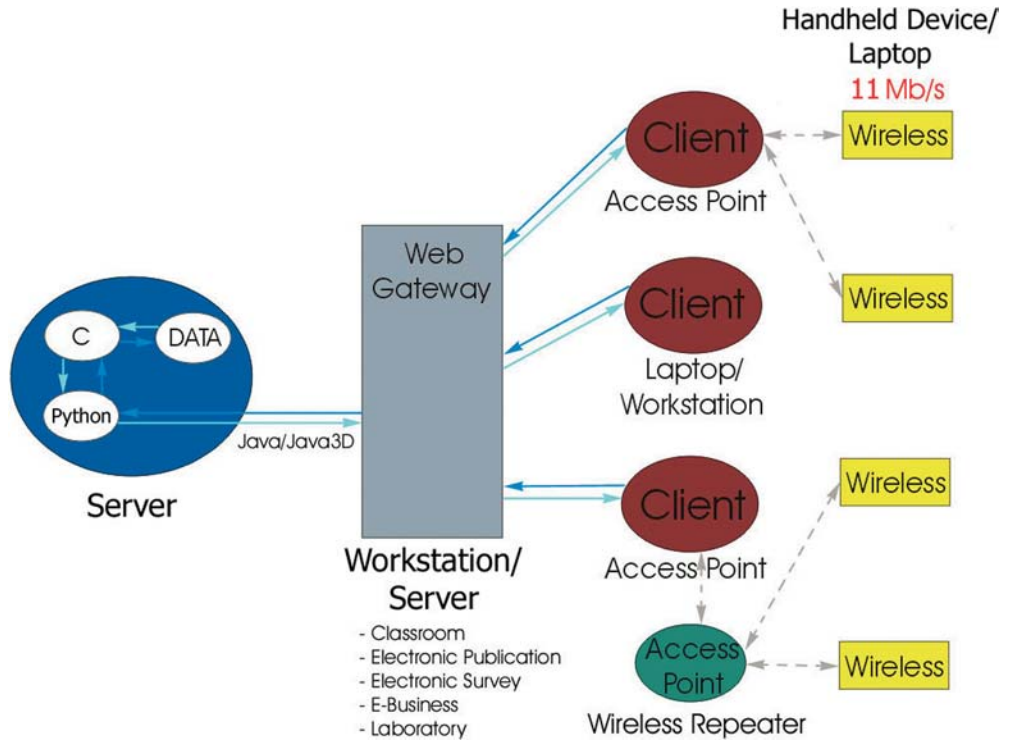 Handheld Device/
Laptop
11 Mb/s
Client
Access Point
Wireless
Wireless
Web
Gateway
Client
Laptop/
Workstation
C
DATA
Python
Java/Java3D
Server
Client
Access Point
Wireless
Workstation/
Server
- Classroom
- Electronic Publication
- Electronic Survey
- E-Business
- Laboratory
Access
Point
Wireless Repeater
Wireless